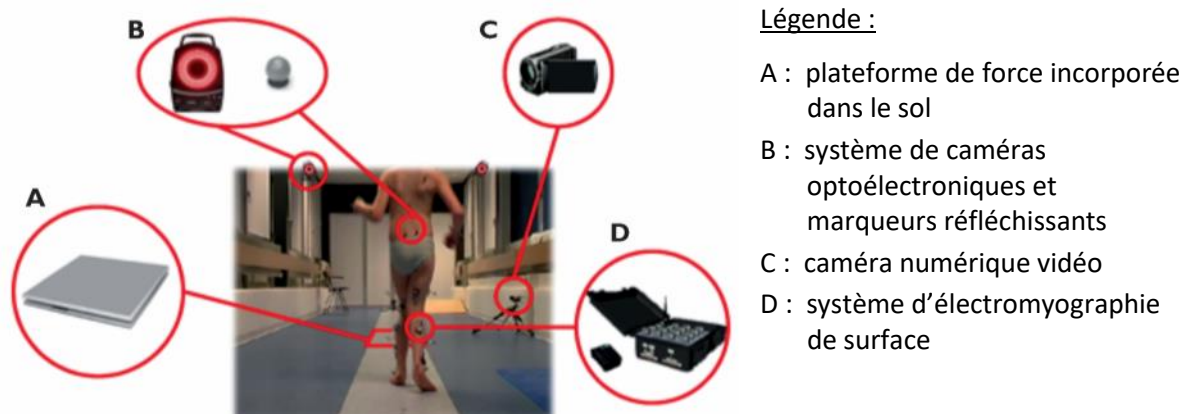 B
C
A
D
Légende :
A : plateforme de force incorporée
dans le sol
B : système de caméras
optoélectroniques et
marqueurs réfléchissants
C : caméra numérique vidéo
D : système d’électromyographie
de surface